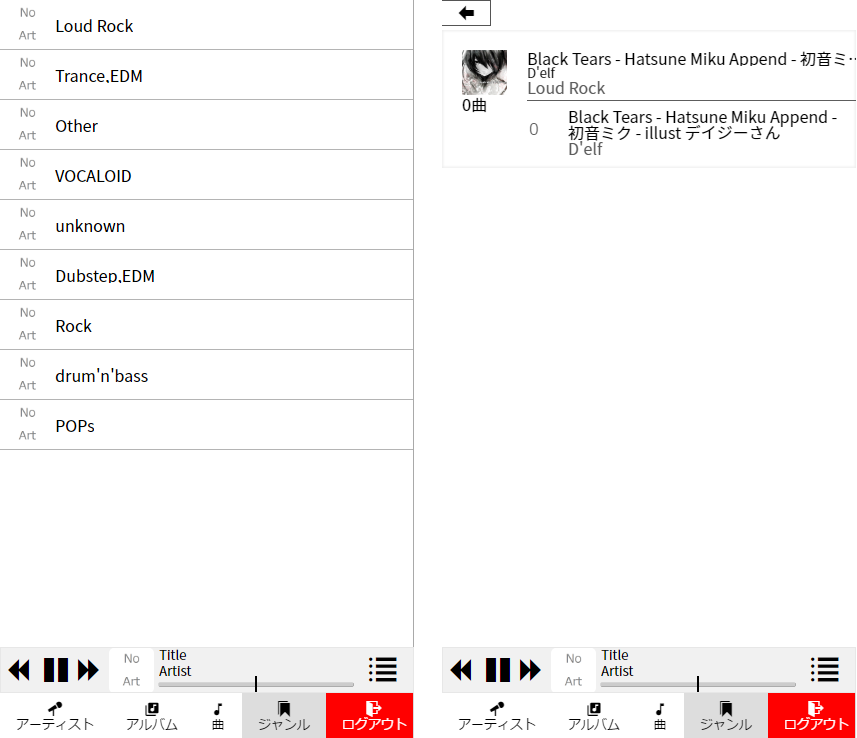 No
Art
Loud Rock
No
Art
Trance,EDM
No
Art
Other
No
Art
VOCALOID
No
Art
unknown
No
Art
Dubstep,EDM
No
Art
Rock
No
Art
drum'n'bass
No
Art
POPs
No
Art
Title
Artist
アーティスト
アルバム
曲
ジャンル
ログアウト
Black Tears - Hatsune Miku Append - 初音ミ…
D'elf
Loud Rock
0曲
0
Black Tears - Hatsune Miku Append -
初音ミク - illust デイジーさん
D'elf
No
Art
Title
Artist
アーティスト
アルバム
曲
ジャンル
ログアウト